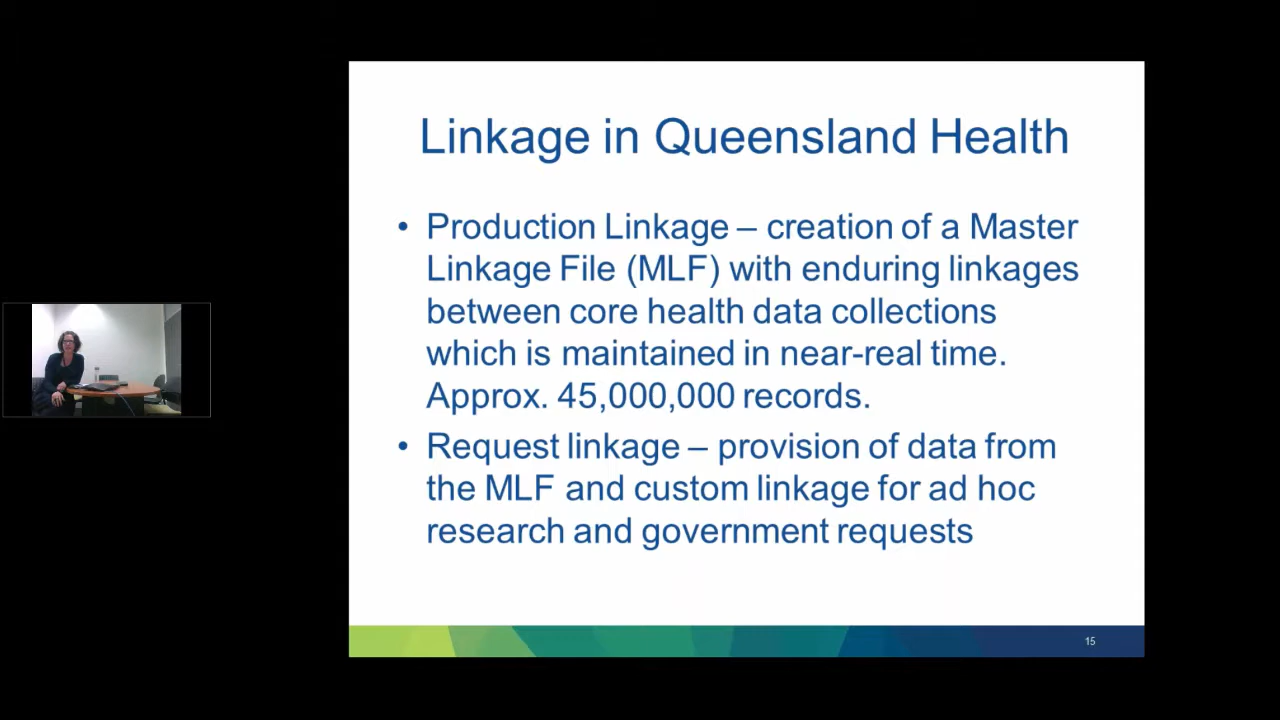 Linkage in Queensland Health
• Production Linkage – creation of a Master
Linkage File (MLF) with enduring linkages
between core health data collections
which is maintained in near-real time.
Approx. 45,000,000 records.
• Request linkage – provision of data from
the MLF and custom linkage for ad hoc
research and government requests
15